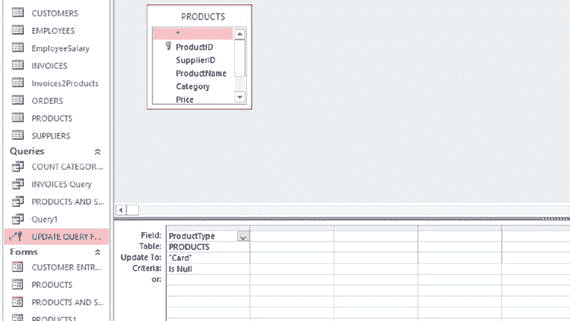 CUSTOMERS
EMPLOYEES
EmployeeSalary
INVOICES
Invoices2Products
ORDERS
PRODUCTS
SUPPLIERS
Queries
COUNT CATEGOR...
INVOICES Query
PRODUCTS AND S...
Query1
UPDATE QUERY F...
Forms
CUSTOMER ENTR...
PRODUCTS
PRODUCTS AND S...
PRODUCTS1
PRODUCTS
*
ProductID
SupplierID
ProductName
Category
Price
Field: ProductType
Table: PRODUCTS
Update To: "Card"
Criteria: Is Null
or: